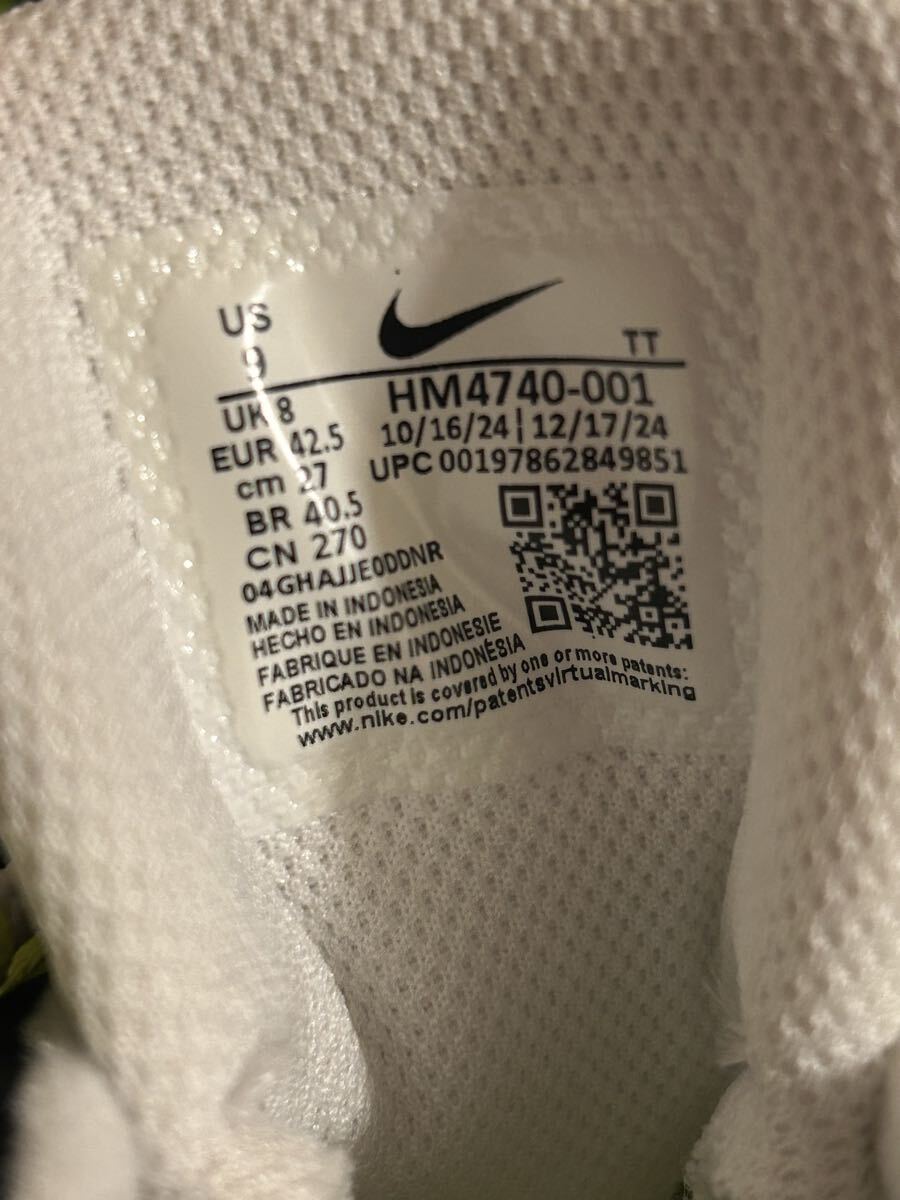 US
9
TT
UK 8
EUR 42.5
cm 27
BR 40.5
CN 270
HM4740-001
10/16/24 ¦ 12/17/24
UPC 00197862849851
04GHAJJE0DDNR
MADE IN INDONESIA
HECHO EN INDONESIA
FABRIQUE EN INDONESIE
FABRICADO NA INDONÉSIA
This product is covered by one or more patents:
www.nike.com/patentsvirtualmarking